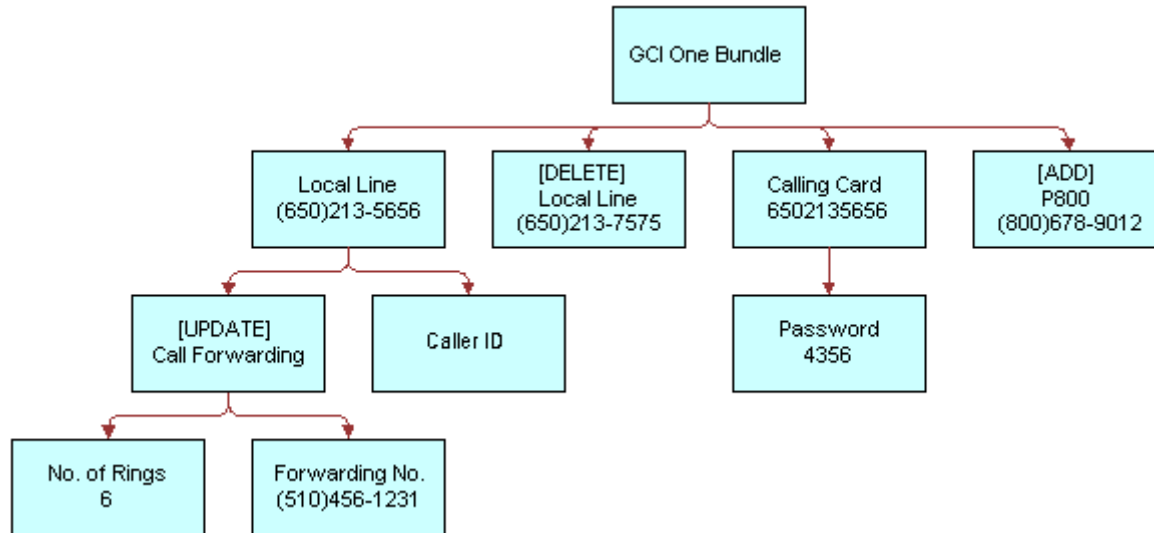 GCI One Bundle
Local Line
(650)213-5656
[DELETE]
Local Line
(650)213-7575
Calling Card
6502135656
[ADD]
P800
(800)678-9012
[UPDATE]
Call Forwarding
Caller ID
Password
4356
No. of Rings
6
Forwarding No.
(510)456-1231